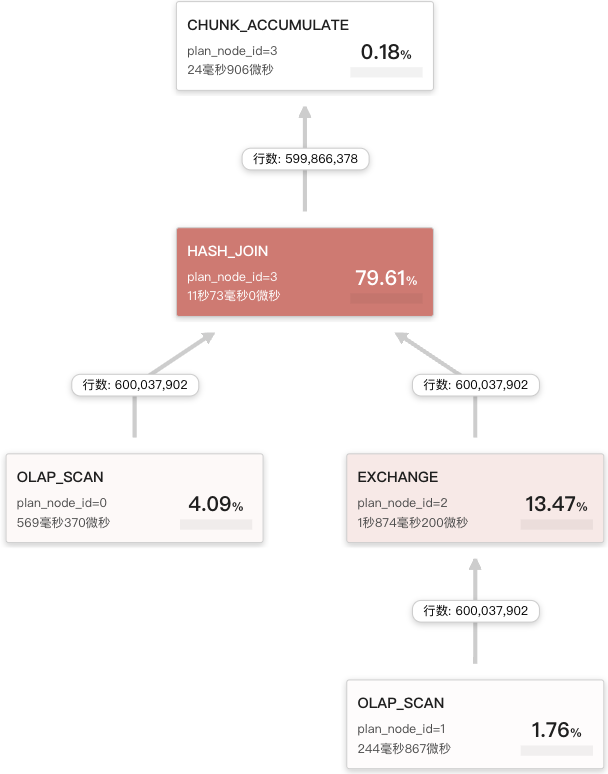 CHUNK_ACCUMULATE
plan_node_id=3
24毫秒906微秒
0.18%
行数: 599,866,378
HASH_JOIN
plan_node_id=3
11秒73毫秒0微秒
79.61%
行数: 600,037,902
行数: 600,037,902
OLAP_SCAN
plan_node_id=0
569毫秒370微秒
4.09%
EXCHANGE
plan_node_id=2
1秒874毫秒200微秒
13.47%
行数: 600,037,902
OLAP_SCAN
plan_node_id=1
244毫秒867微秒
1.76%